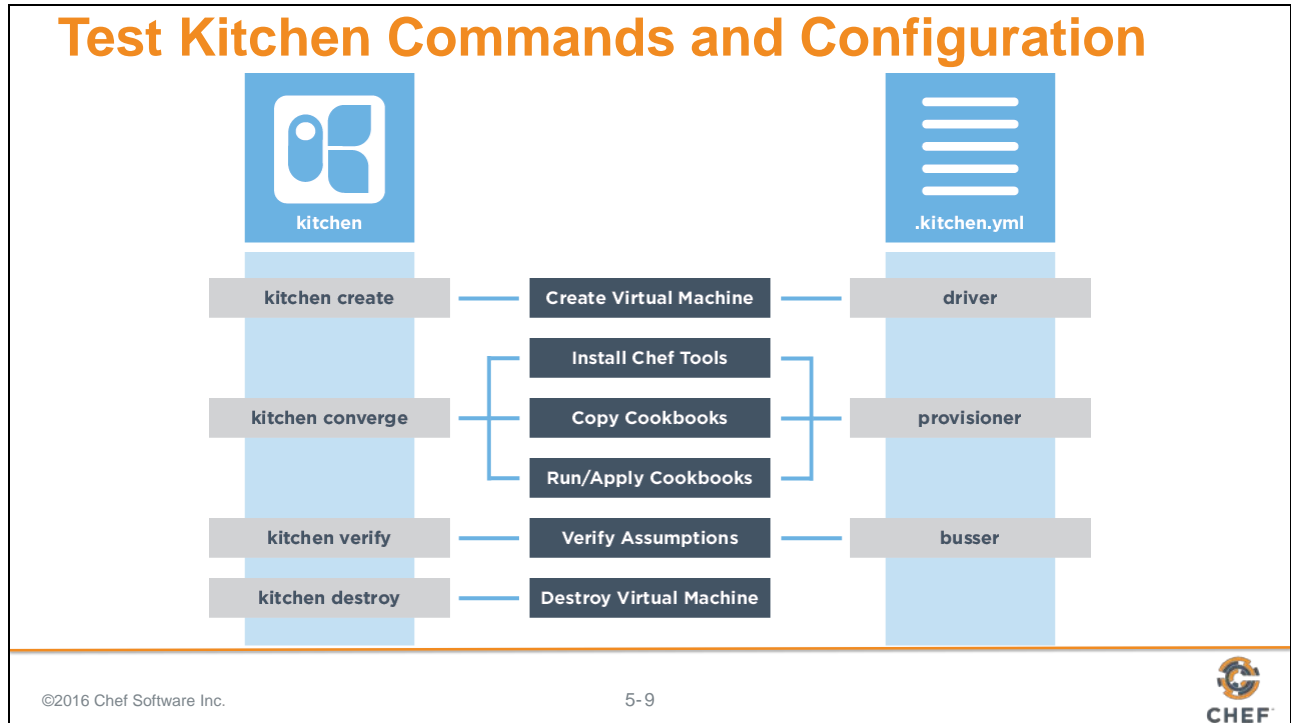 Test Kitchen Commands and Configuration
kitchen
.kitchen.yml
kitchen create
Create Virtual Machine
driver
Install Chef Tools
kitchen converge
Copy Cookbooks
provisioner
Run/Apply Cookbooks
kitchen verify
Verify Assumptions
busser
kitchen destroy
Destroy Virtual Machine
©2016 Chef Software Inc.
5-9
CHEF